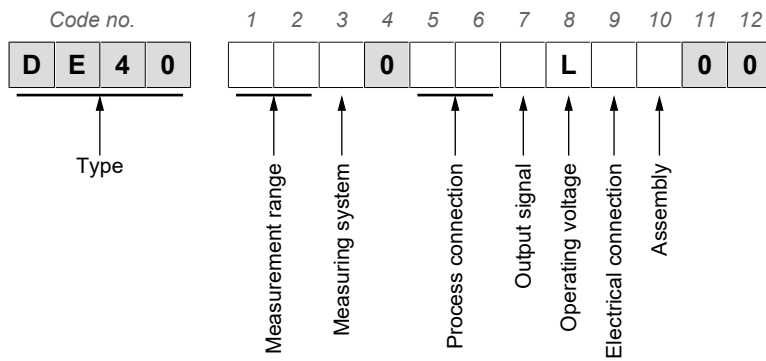 Code no. 1 2 3 4 5 6 7 8 9 10 11 12
D E 4 0 0 L 0 0
Type
Measurement range
Measuring system
Process connection
Output signal
Operating voltage
Electrical connection
Assembly